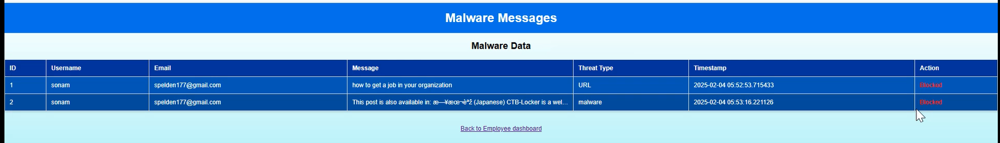 Malware Messages
Malware Data
ID Username Email Message Threat Type Timestamp Action
1 sonam spelden177@gmail.com how to get a job in your organization URL 2025-02-04 05:52:53.715433 Blocked
2 sonam spelden177@gmail.com This post is also available in: æ—¥æœ¬èªž (Japanese) CTB-Locker is a wel... malware 2025-02-04 05:53:16.221126 Blocked
Back to Employee dashboard